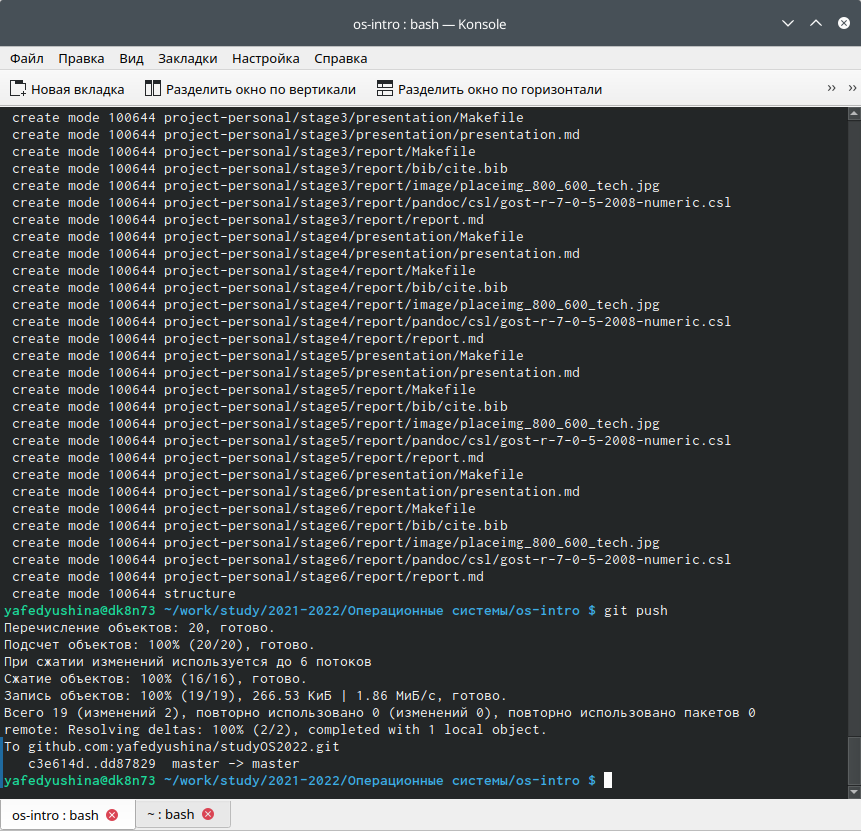 os-intro : bash — Konsole
Файл Правка Вид Закладки Настройка Справка
Новая вкладка Разделить окно по вертикали Разделить окно по горизонтали » »
create mode 100644 project-personal/stage3/presentation/Makefile
create mode 100644 project-personal/stage3/presentation/presentation.md
create mode 100644 project-personal/stage3/report/Makefile
create mode 100644 project-personal/stage3/report/bib/cite.bib
create mode 100644 project-personal/stage3/report/image/placeimg_800_600_tech.jpg
create mode 100644 project-personal/stage3/report/pandoc/csl/gost-r-7-0-5-2008-numeric.csl
create mode 100644 project-personal/stage3/report/report.md
create mode 100644 project-personal/stage4/presentation/Makefile
create mode 100644 project-personal/stage4/presentation/presentation.md
create mode 100644 project-personal/stage4/report/Makefile
create mode 100644 project-personal/stage4/report/bib/cite.bib
create mode 100644 project-personal/stage4/report/image/placeimg_800_600_tech.jpg
create mode 100644 project-personal/stage4/report/pandoc/csl/gost-r-7-0-5-2008-numeric.csl
create mode 100644 project-personal/stage4/report/report.md
create mode 100644 project-personal/stage5/presentation/Makefile
create mode 100644 project-personal/stage5/presentation/presentation.md
create mode 100644 project-personal/stage5/report/Makefile
create mode 100644 project-personal/stage5/report/bib/cite.bib
create mode 100644 project-personal/stage5/report/image/placeimg_800_600_tech.jpg
create mode 100644 project-personal/stage5/report/pandoc/csl/gost-r-7-0-5-2008-numeric.csl
create mode 100644 project-personal/stage5/report/report.md
create mode 100644 project-personal/stage6/presentation/Makefile
create mode 100644 project-personal/stage6/presentation/presentation.md
create mode 100644 project-personal/stage6/report/Makefile
create mode 100644 project-personal/stage6/report/bib/cite.bib
create mode 100644 project-personal/stage6/report/image/placeimg_800_600_tech.jpg
create mode 100644 project-personal/stage6/report/pandoc/csl/gost-r-7-0-5-2008-numeric.csl
create mode 100644 project-personal/stage6/report/report.md
create mode 100644 structure
yafedyushina@dk8n73 ~/work/study/2021-2022/Операционные системы/os-intro $ git push
Перечисление объектов: 20, готово.
Подсчет объектов: 100% (20/20), готово.
При сжатии изменений используется до 6 потоков
Сжатие объектов: 100% (16/16), готово.
Запись объектов: 100% (19/19), 266.53 КиБ | 1.86 МиБ/с, готово.
Всего 19 (изменений 2), повторно использовано 0 (изменений 0), повторно использовано пакетов 0
remote: Resolving deltas: 100% (2/2), completed with 1 local object.
To github.com:yafedyushina/studyOS2022.git
c3e614d..dd87829 master -> master
yafedyushina@dk8n73 ~/work/study/2021-2022/Операционные системы/os-intro $
os-intro : bash ~ : bash